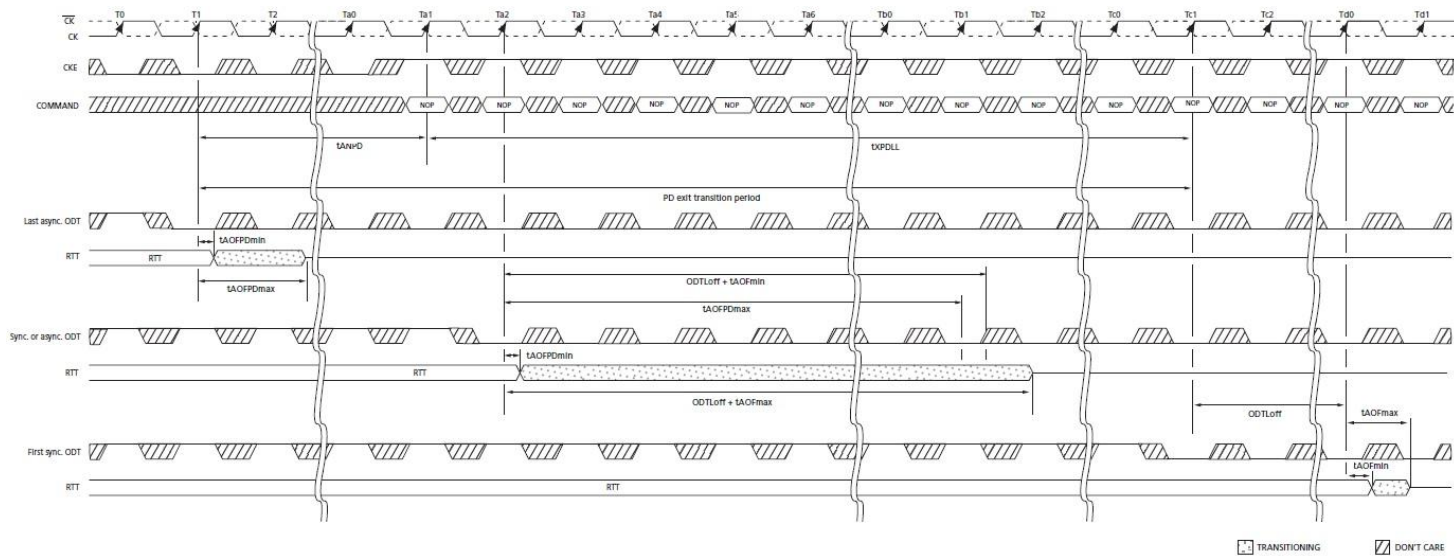 T0 T1 T2 Ta0 Ta1 Ta2 Ta3 Ta4 Ta5 Ta6 Tb0 Tb1 Tb2 Tc0 Tc1 Tc2 Td0 Td1
CK
CK
CKE
COMMAND NOP NOP NOP NOP NOP NOP NOP NOP NOP NOP NOP NOP NOP NOP
tANPD tXPDLL
PD exit transition period
Last async. ODT
tAOFPDmin
RTT RTT
tAOFPDmax
ODTLoff + tAOFmin
tAOFPDmax
Sync. or async. ODT
tAOFPDmin
RTT RTT
ODTLoff + tAOFmax
ODTLoff tAOFmax
First sync. ODT
tAOFmin
RTT RTT
TRANSITIONING DON'T CARE